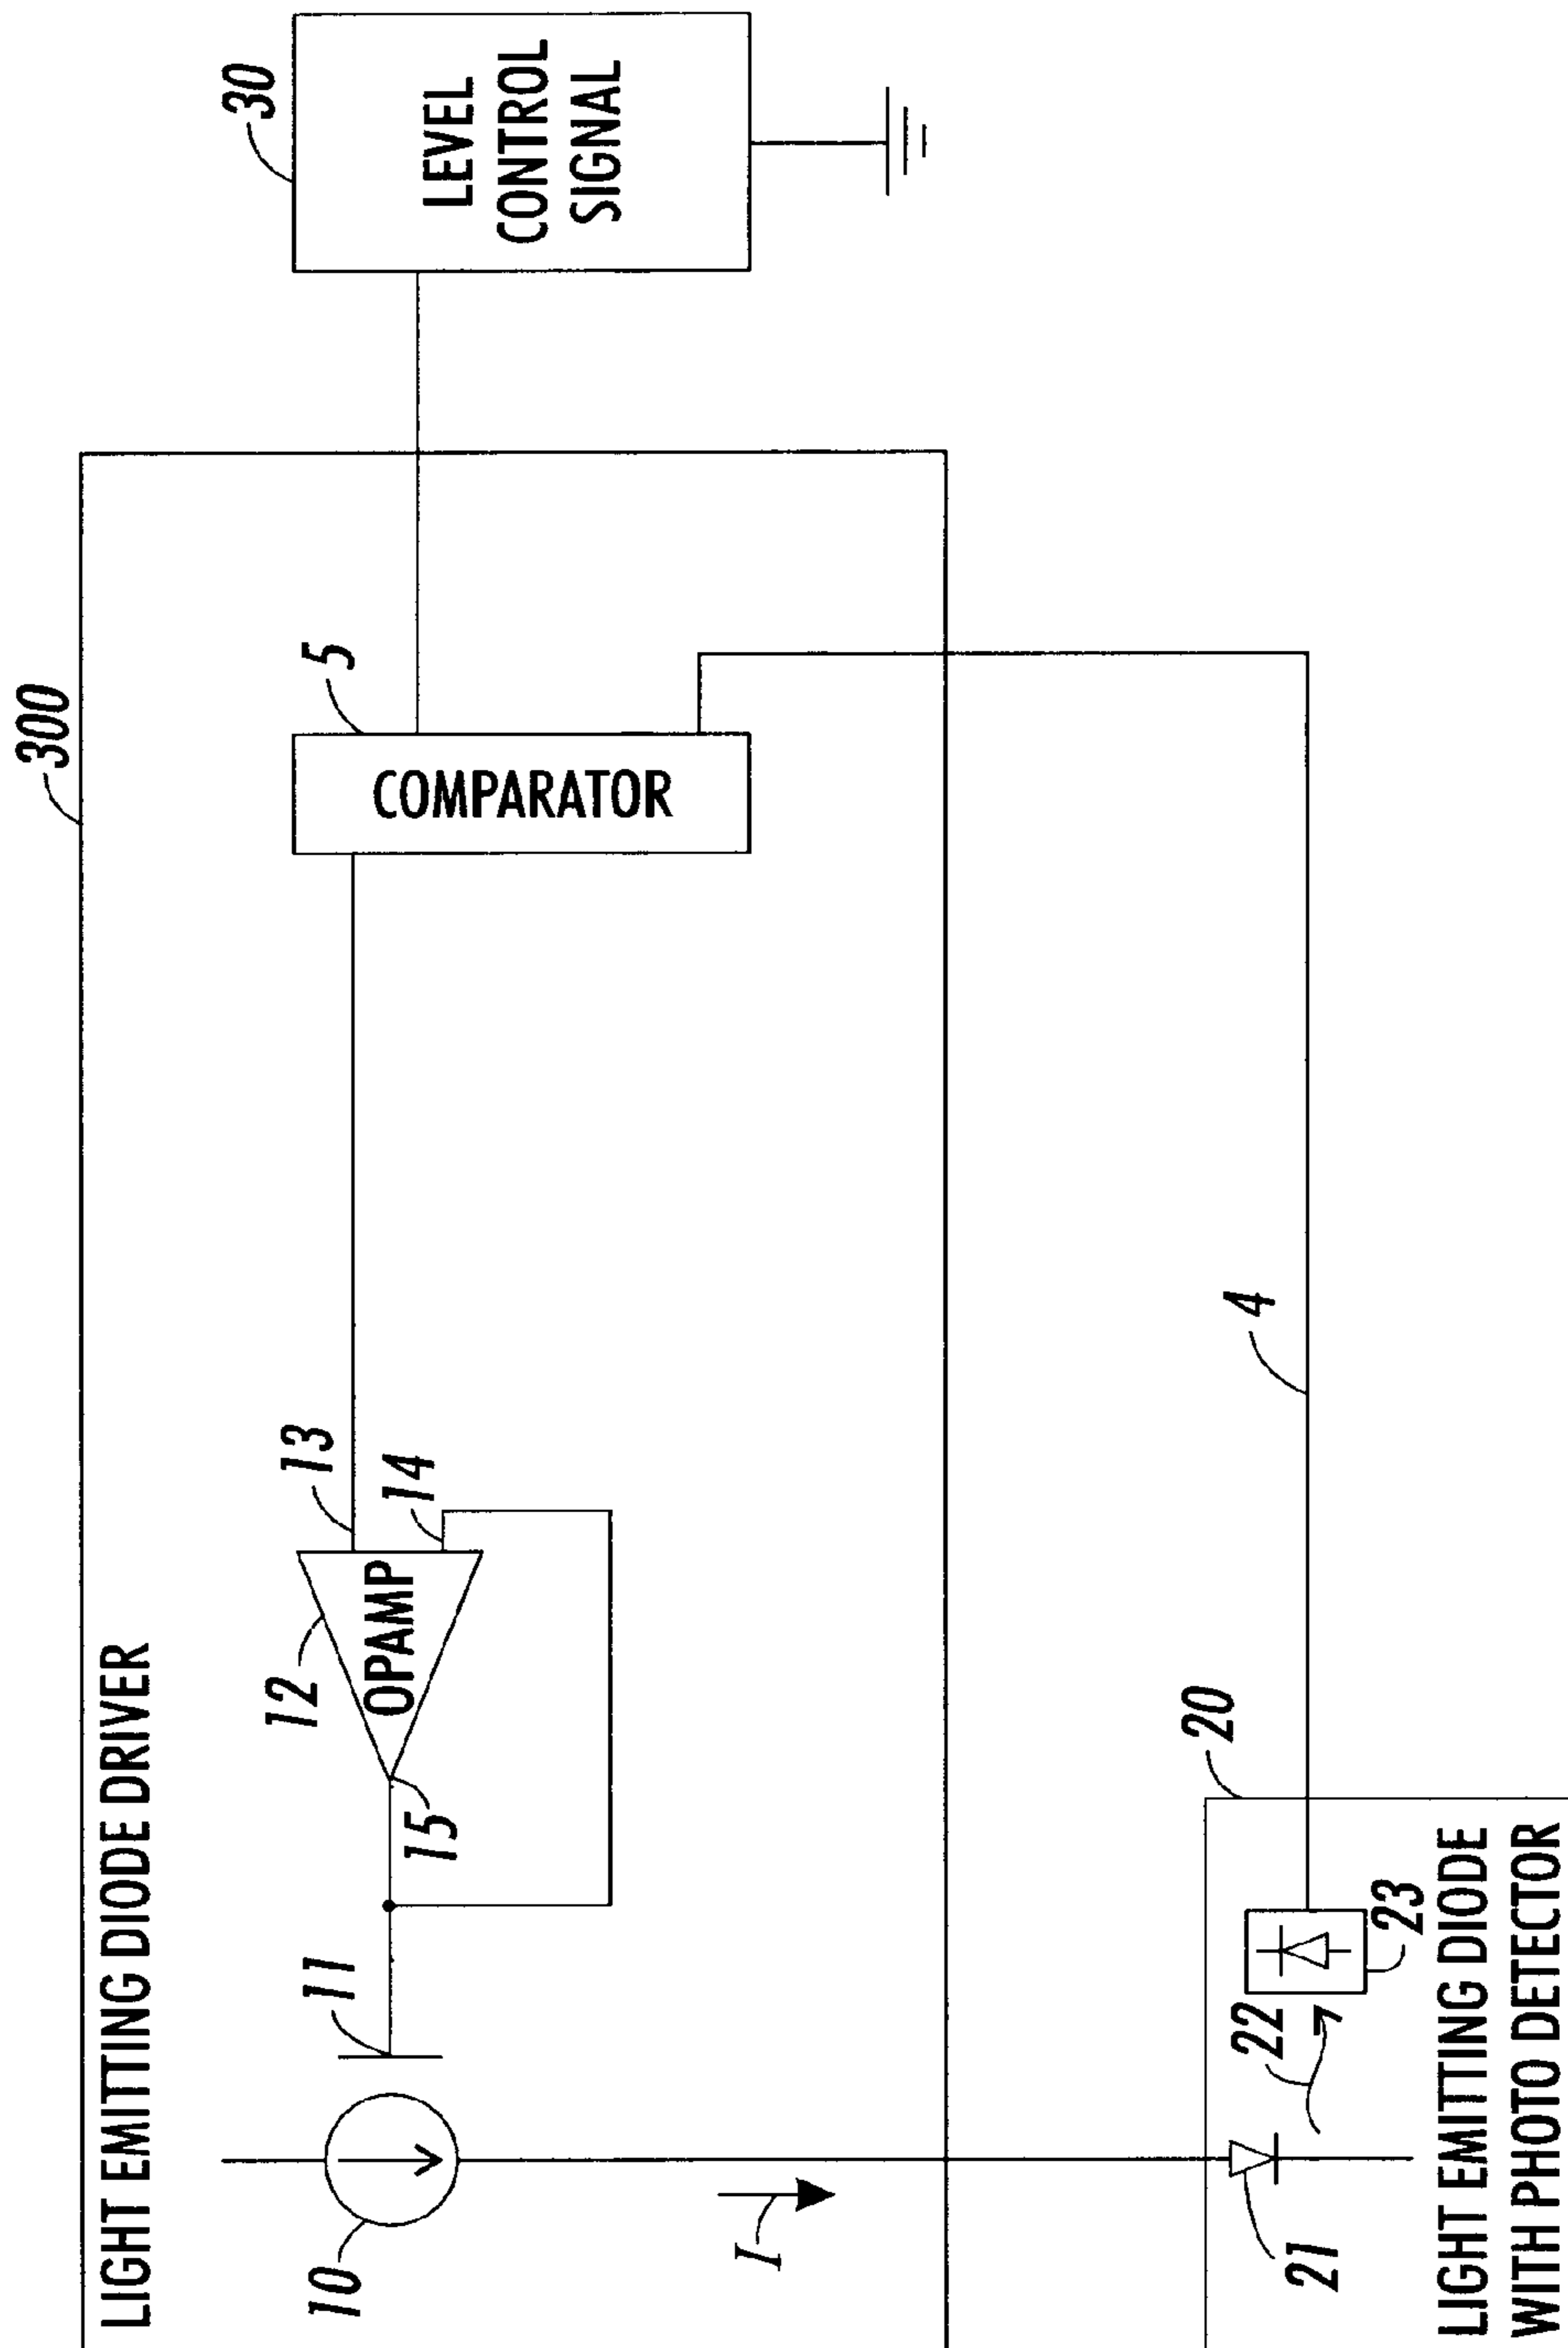 LIGHT EMITTING DIODE DRIVER
300
10
11
12
OPAMP
15
13
14
5
COMPARATOR
30
LEVEL
CONTROL
SIGNAL
I
20
4
21
22
23
LIGHT EMITTING DIODE
WITH PHOTO DETECTOR